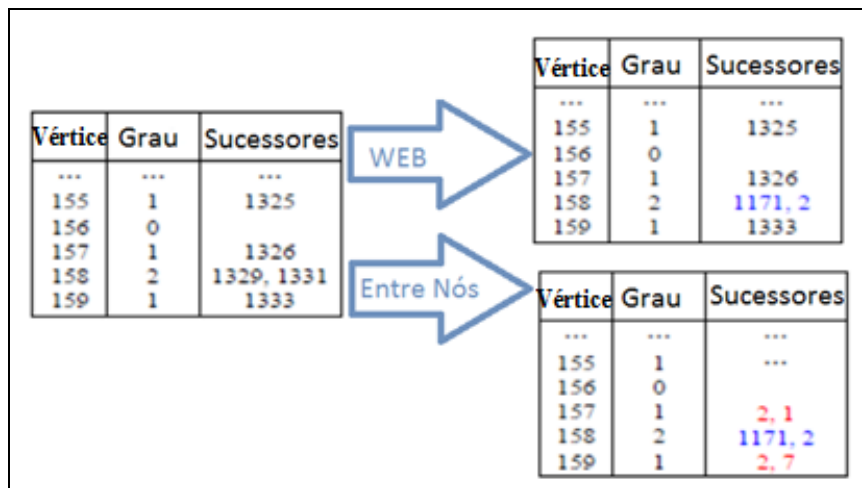 Vértice Grau Sucessores
... ... ...
155 1 1325
156 0
157 1 1326
158 2 1329, 1331
159 1 1333
WEB
Entre Nós
Vértice Grau Sucessores
... ... ...
155 1 1325
156 0
157 1 1326
158 2 1171, 2
159 1 1333
Vértice Grau Sucessores
... ... ...
155 1 ...
156 0
157 1 2, 1
158 2 1171, 2
159 1 2, 7